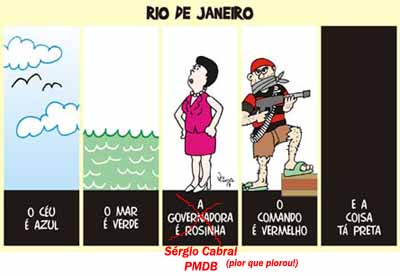 RIO DE JANEIRO
O CÉU
É AZUL
O MAR
É VERDE
A
GOVERNADORA
É ROSINHA
O
COMANDO
É VERMELHO
E A
COISA
TÁ PRETA
Sérgio Cabral
PMDB (pior que piorou!)